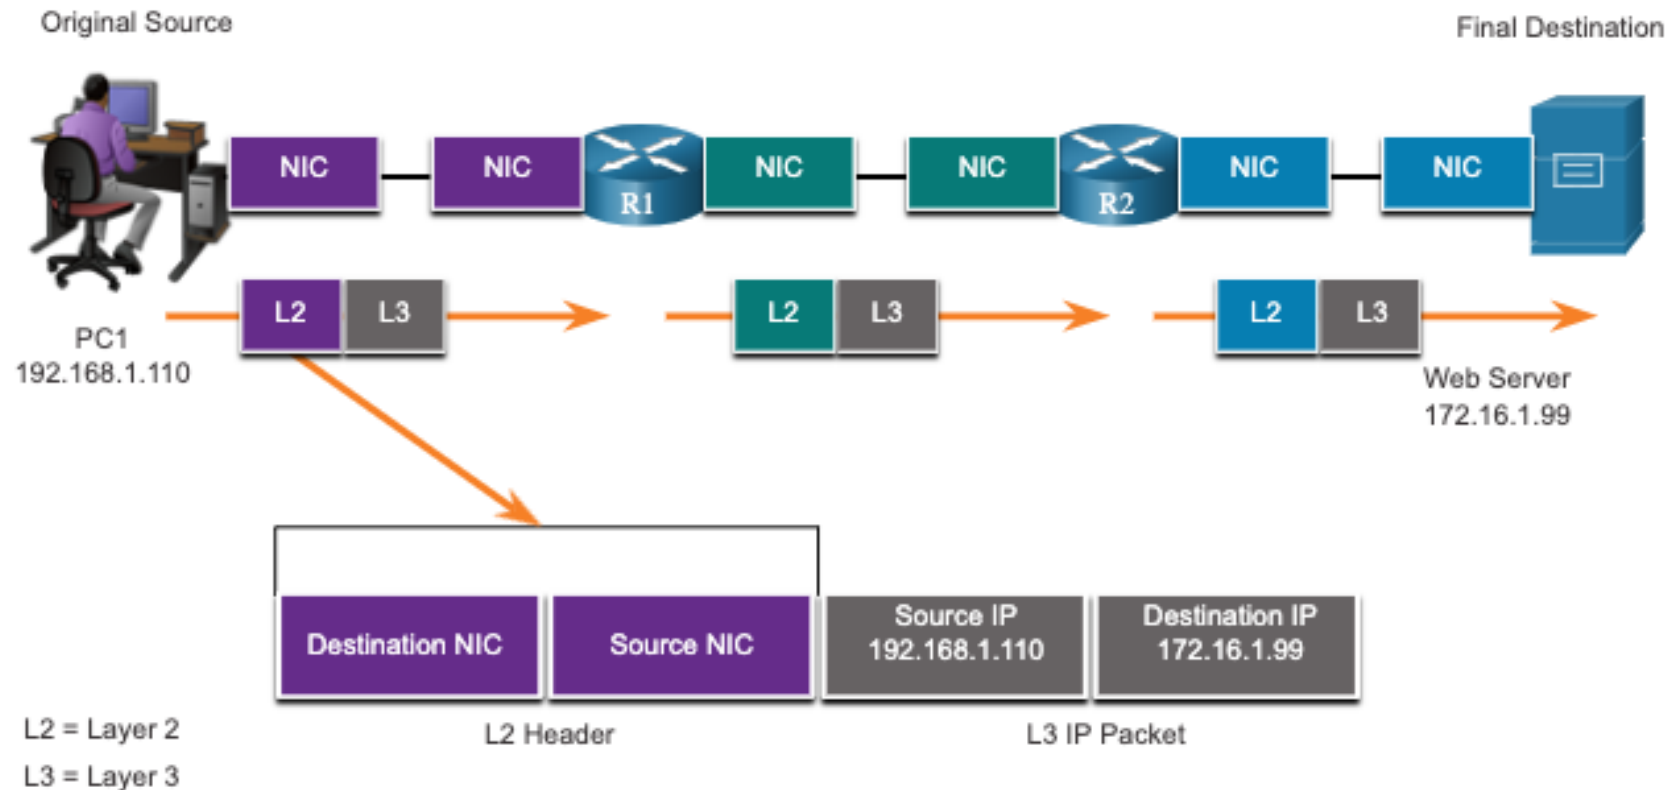 Original Source
Final Destination
NIC
NIC
R1
NIC
NIC
R2
NIC
NIC
L2
L3
L2
L3
L2
L3
PC1
192.168.1.110
Web Server
172.16.1.99
Destination NIC
Source NIC
Source IP
192.168.1.110
Destination IP
172.16.1.99
L2 Header
L3 IP Packet
L2 = Layer 2
L3 = Layer 3